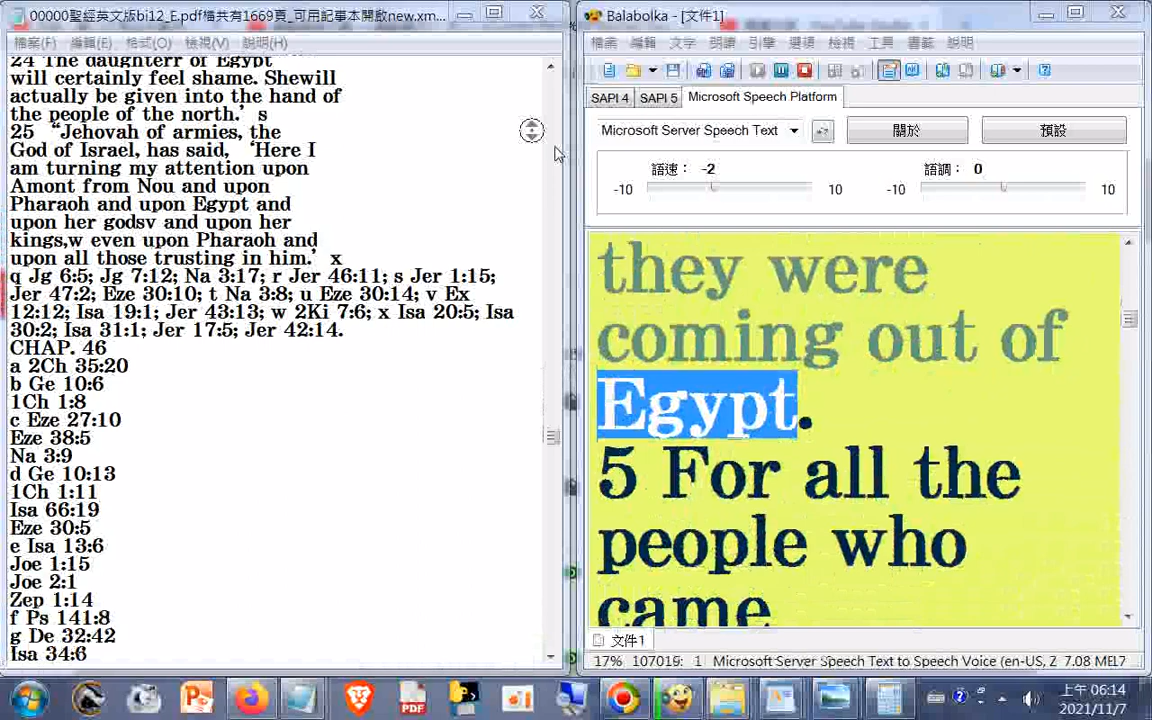 00000聖經英文版bi12_E.pdf檔共有1669頁_可用記事本開啟new.xm...
檔案(F) 編輯(E) 格式(O) 檢視(V) 說明(H)
24 The daughterr of Egypt
will certainly feel shame. Shewill
actually be given into the hand of
the people of the north.’ s
25 “Jehovah of armies, the
God of Israel, has said, ‘Here I
am turning my attention upon
Amont from Nou and upon
Pharaoh and upon Egypt and
upon her godsv and upon her
kings,w even upon Pharaoh and
upon all those trusting in him.’ x
q Jg 6:5; Jg 7:12; Na 3:17; r Jer 46:11; s Jer 1:15;
Jer 47:2; Eze 30:10; t Na 3:8; u Eze 30:14; v Ex
12:12; Isa 19:1; Jer 43:13; w 2Ki 7:6; x Isa 20:5; Isa
30:2; Isa 31:1; Jer 17:5; Jer 42:14.
CHAP. 46
a 2Ch 35:20
b Ge 10:6
1Ch 1:8
c Eze 27:10
Eze 38:5
Na 3:9
d Ge 10:13
1Ch 1:11
Isa 66:19
Eze 30:5
e Isa 13:6
Joe 1:15
Joe 2:1
Zep 1:14
f Ps 141:8
g De 32:42
Isa 34:6
Balabolka - [文件1]
檔案 編輯 文字 朗讀 引擎 選項 檢視 工具 書籤 說明
SAPI 4 SAPI 5 Microsoft Speech Platform
Microsoft Server Speech Text 關於 預設
語速： -2 語調： 0
-10 10 -10 10
they were
coming out of
Egypt.
5 For all the
people who
came
文件1
17% 107019: 1 Microsoft Server Speech Text to Speech Voice (en-US, Z 7.08 MEL7
PDF
上午 06:14
2021/11/7